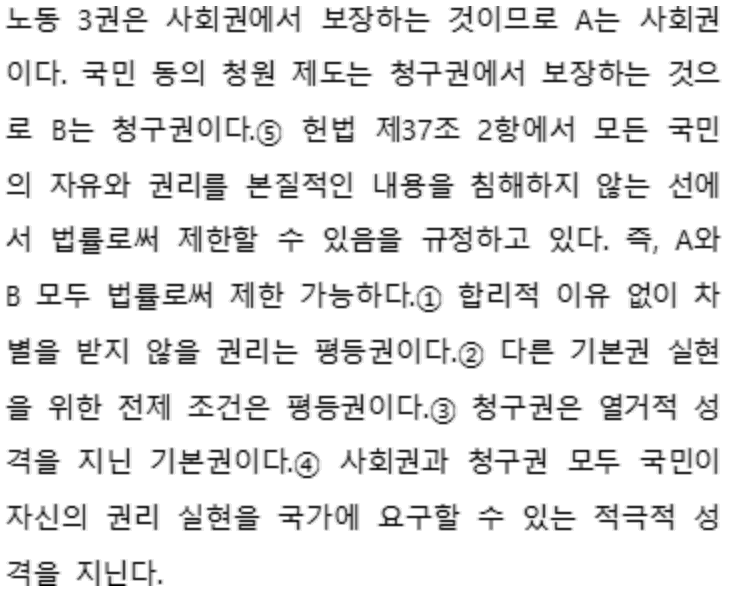 노동 3권은 사회권에서 보장하는 것이므로 A는 사회권
이다. 국민 동의 청원 제도는 청구권에서 보장하는 것으
로 B는 청구권이다.⑤ 헌법 제37조 2항에서 모든 국민
의 자유와 권리를 본질적인 내용을 침해하지 않는 선에
서 법률로써 제한할 수 있음을 규정하고 있다. 즉, A와
B 모두 법률로써 제한 가능하다.① 합리적 이유 없이 차
별을 받지 않을 권리는 평등권이다.② 다른 기본권 실현
을 위한 전제 조건은 평등권이다.③ 청구권은 열거적 성
격을 지닌 기본권이다.④ 사회권과 청구권 모두 국민이
자신의 권리 실현을 국가에 요구할 수 있는 적극적 성
격을 지닌다.